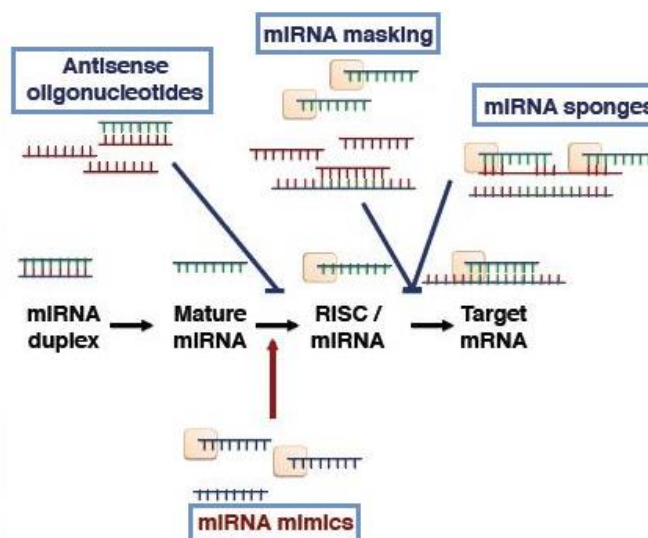 miRNA masking
Antisense
oligonucleotides
miRNA sponges
miRNA
duplex
Mature
miRNA
RISC /
miRNA
Target
mRNA
miRNA mimics